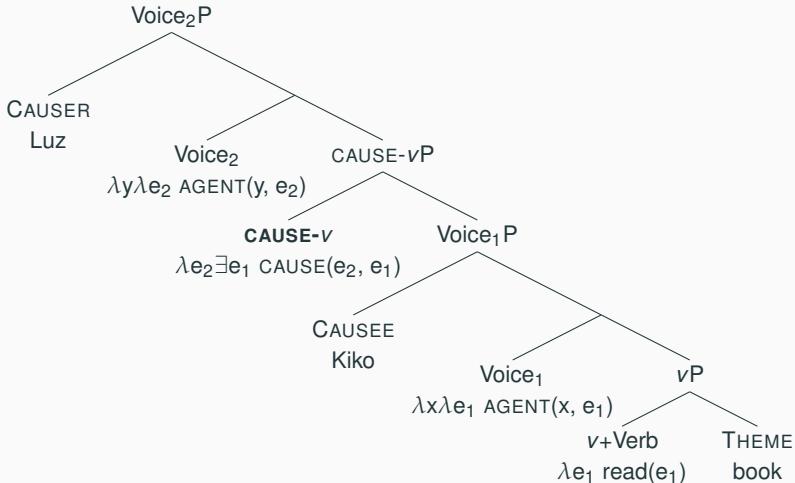 Voice₂P
CAUSER
Luz
Voice₂
λyλe₂ AGENT(y, e₂)
CAUSE-vP
CAUSE-v
λe₂∃e₁ CAUSE(e₂, e₁)
Voice₁P
CAUSEE
Kiko
Voice₁
λxλe₁ AGENT(x, e₁)
vP
v+Verb
λe₁ read(e₁)
THEME
book